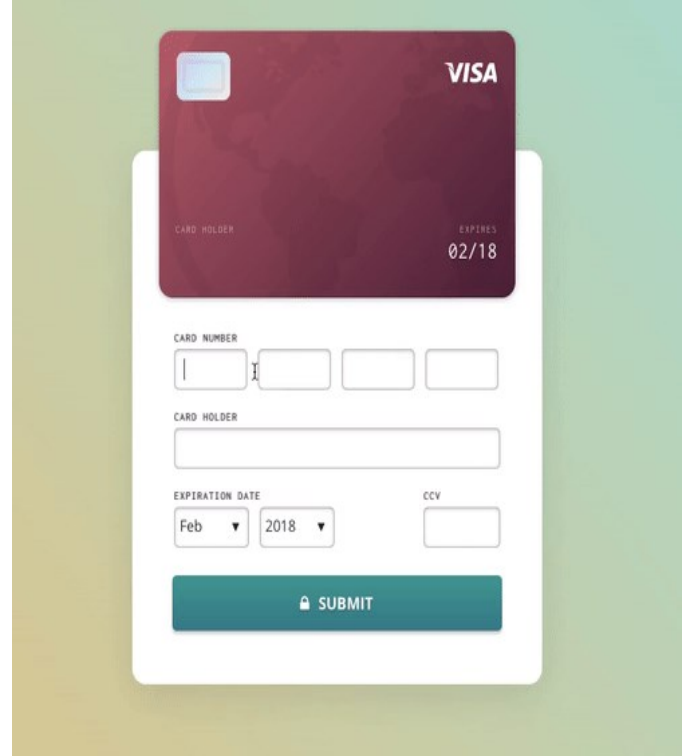 VISA
CARD HOLDER
EXPIRES
02/18
CARD NUMBER
CARD HOLDER
EXPIRATION DATE
CCV
Feb
2018
SUBMIT